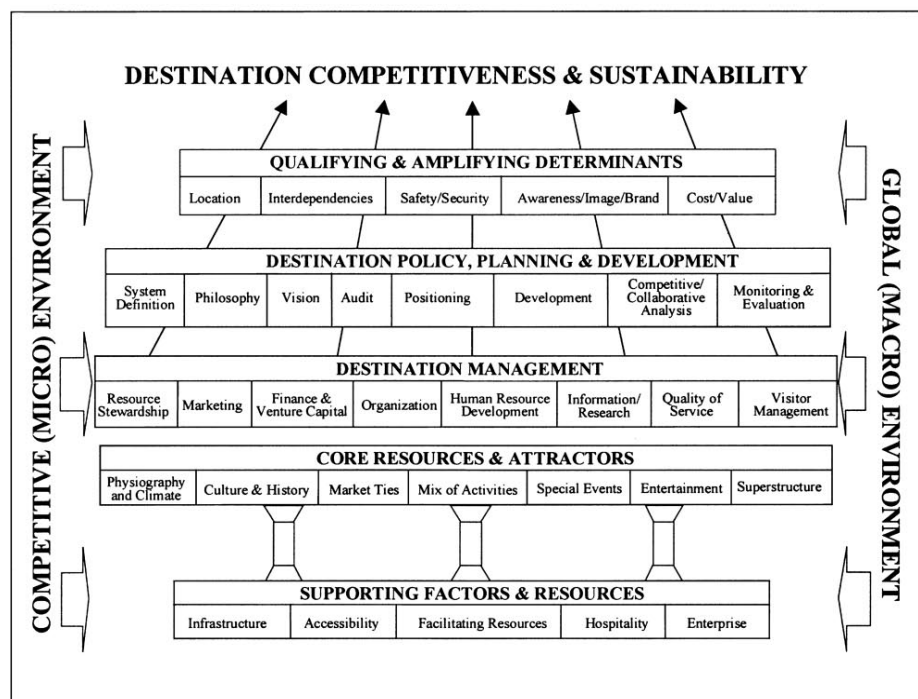 DESTINATION COMPETITIVENESS & SUSTAINABILITY
COMPETITIVE (MICRO) ENVIRONMENT
GLOBAL (MACRO) ENVIRONMENT
QUALIFYING & AMPLIFYING DETERMINANTS
Location Interdependencies Safety/Security Awareness/Image/Brand Cost/Value
DESTINATION POLICY, PLANNING & DEVELOPMENT
System Definition Philosophy Vision Audit Positioning Development Competitive/ Collaborative Analysis Monitoring & Evaluation
DESTINATION MANAGEMENT
Resource Stewardship Marketing Finance & Venture Capital Organization Human Resource Development Information/ Research Quality of Service Visitor Management
CORE RESOURCES & ATTRACTORS
Physiography and Climate Culture & History Market Ties Mix of Activities Special Events Entertainment Superstructure
SUPPORTING FACTORS & RESOURCES
Infrastructure Accessibility Facilitating Resources Hospitality Enterprise